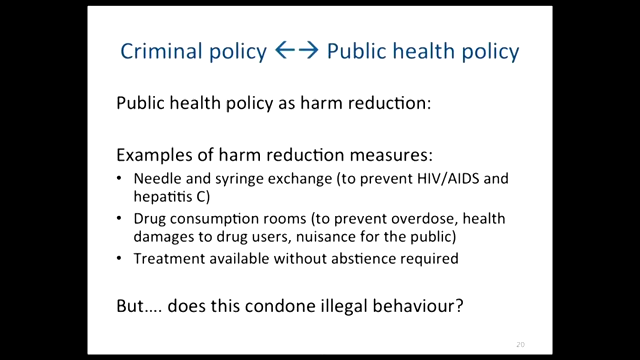 Criminal policy ←→ Public health policy
Public health policy as harm reduction:
Examples of harm reduction measures:
• Needle and syringe exchange (to prevent HIV/AIDS and
hepatitis C)
• Drug consumption rooms (to prevent overdose, health
damages to drug users, nuisance for the public)
• Treatment available without abstience required
But…. does this condone illegal behaviour?
20